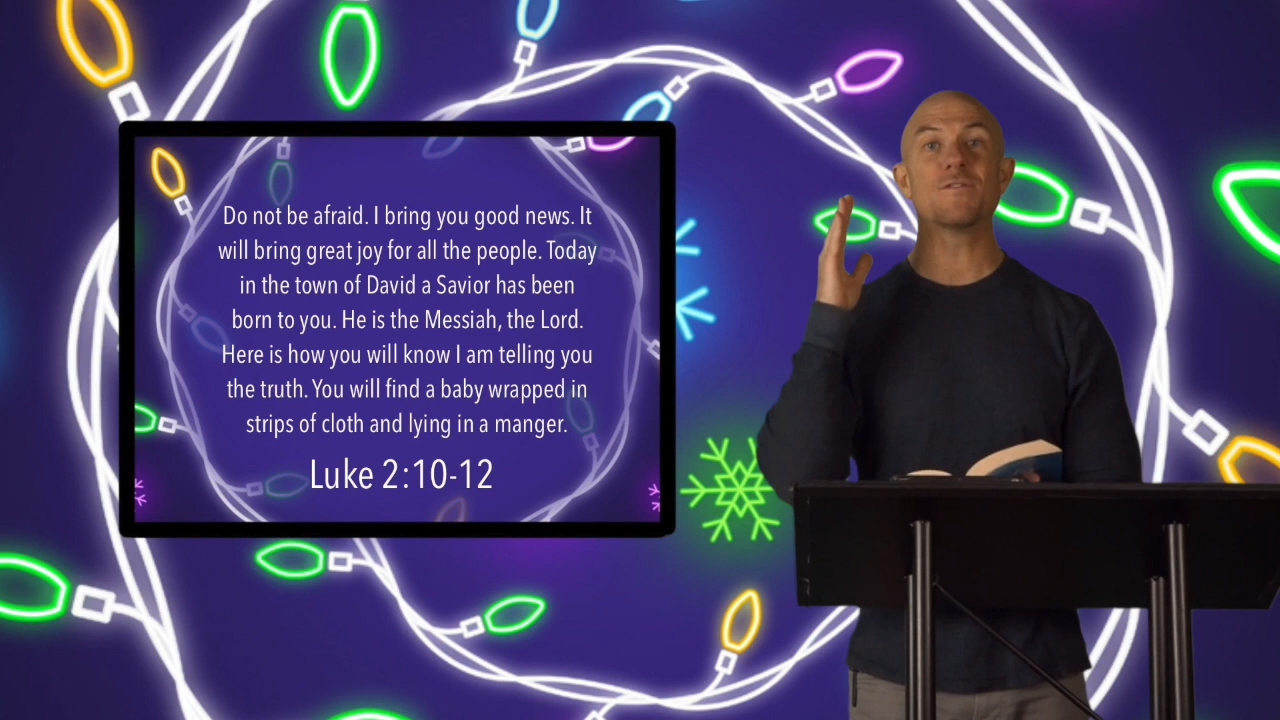 Do not be afraid. I bring you good news. It
will bring great joy for all the people. Today
in the town of David a Savior has been
born to you. He is the Messiah, the Lord.
Here is how you will know I am telling you
the truth. You will find a baby wrapped in
strips of cloth and lying in a manger.
Luke 2:10-12